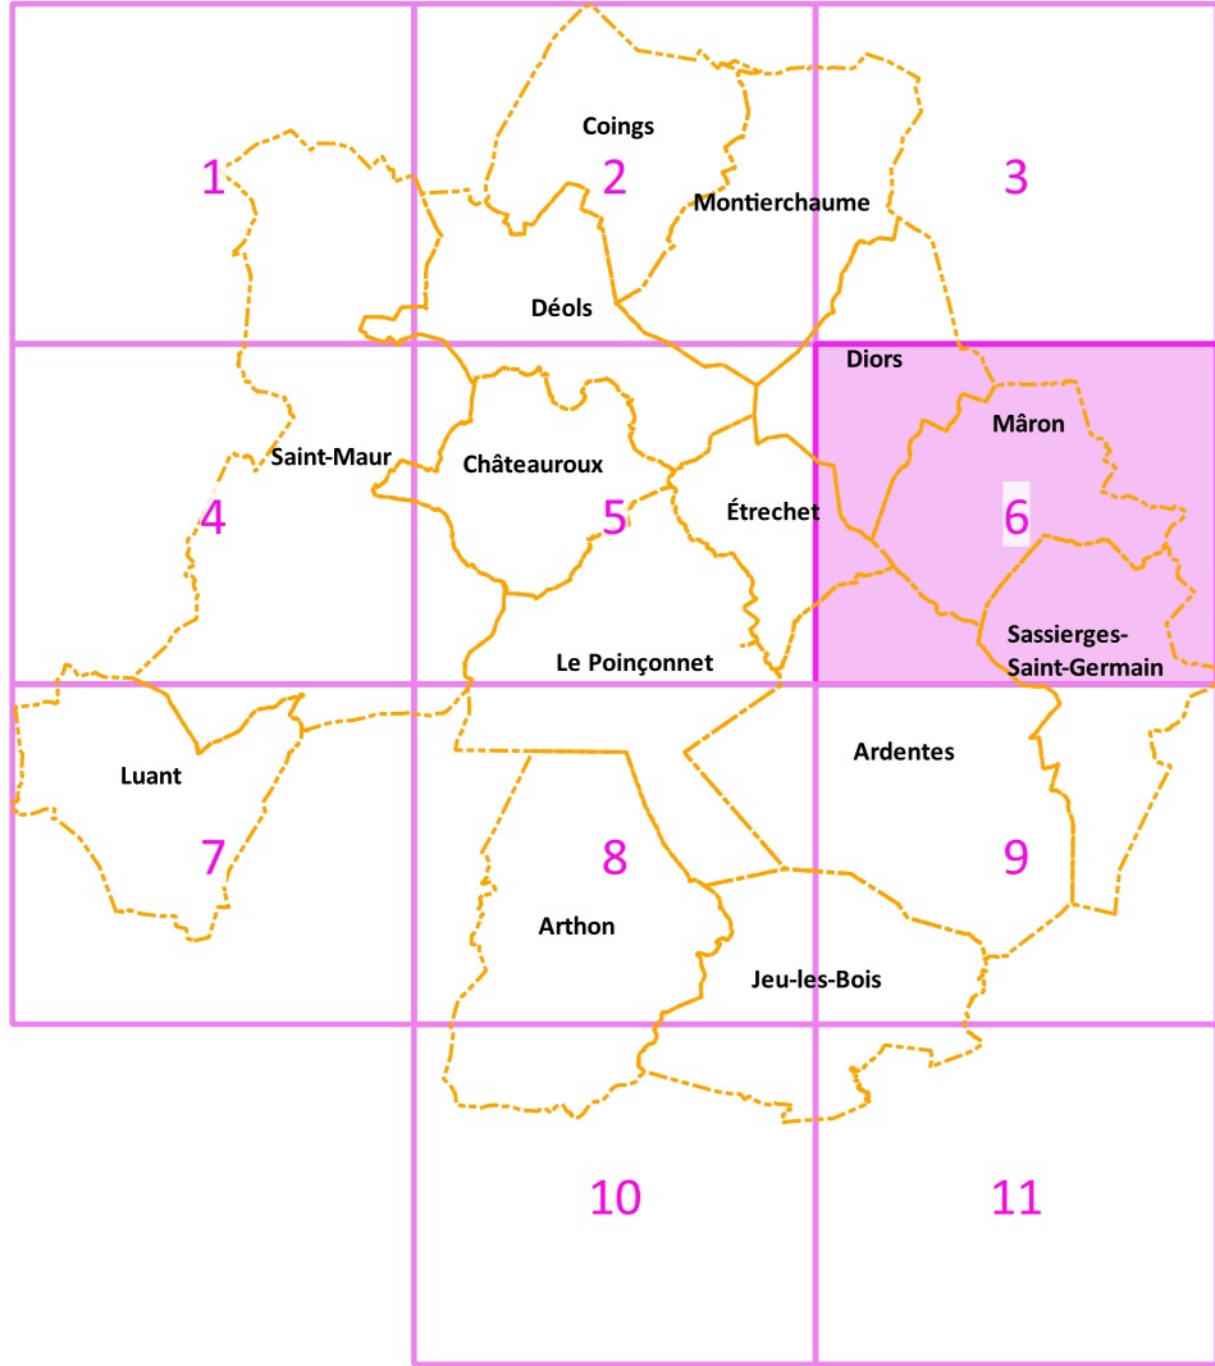 Coings
1
2
3
Montierchaume
Déols
Diors
Mâron
Saint-Maur
Châteauroux
Étrechet
4
5
6
Sassierges-
Saint-Germain
Le Poinçonnet
Ardentes
Luant
7
8
9
Arthon
Jeu-les-Bois
10
11